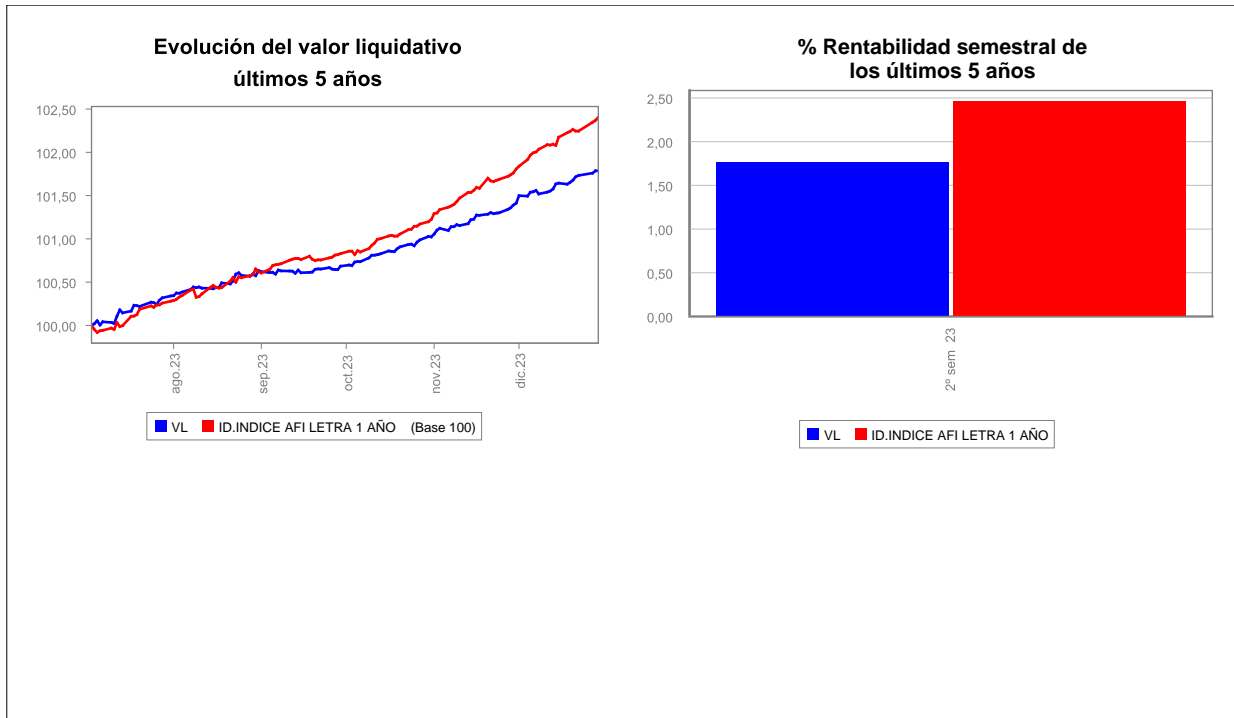 Evolución del valor liquidativo
últimos 5 años
102,50
102,00
101,50
101,00
100,50
100,00
ago.23
sep.23
oct.23
nov.23
dic.23
VL ID.INDICE AFI LETRA 1 AÑO (Base 100)
% Rentabilidad semestral de
los últimos 5 años
2,50
2,00
1,50
1,00
0,50
0,00
2º sem 23
VL ID.INDICE AFI LETRA 1 AÑO